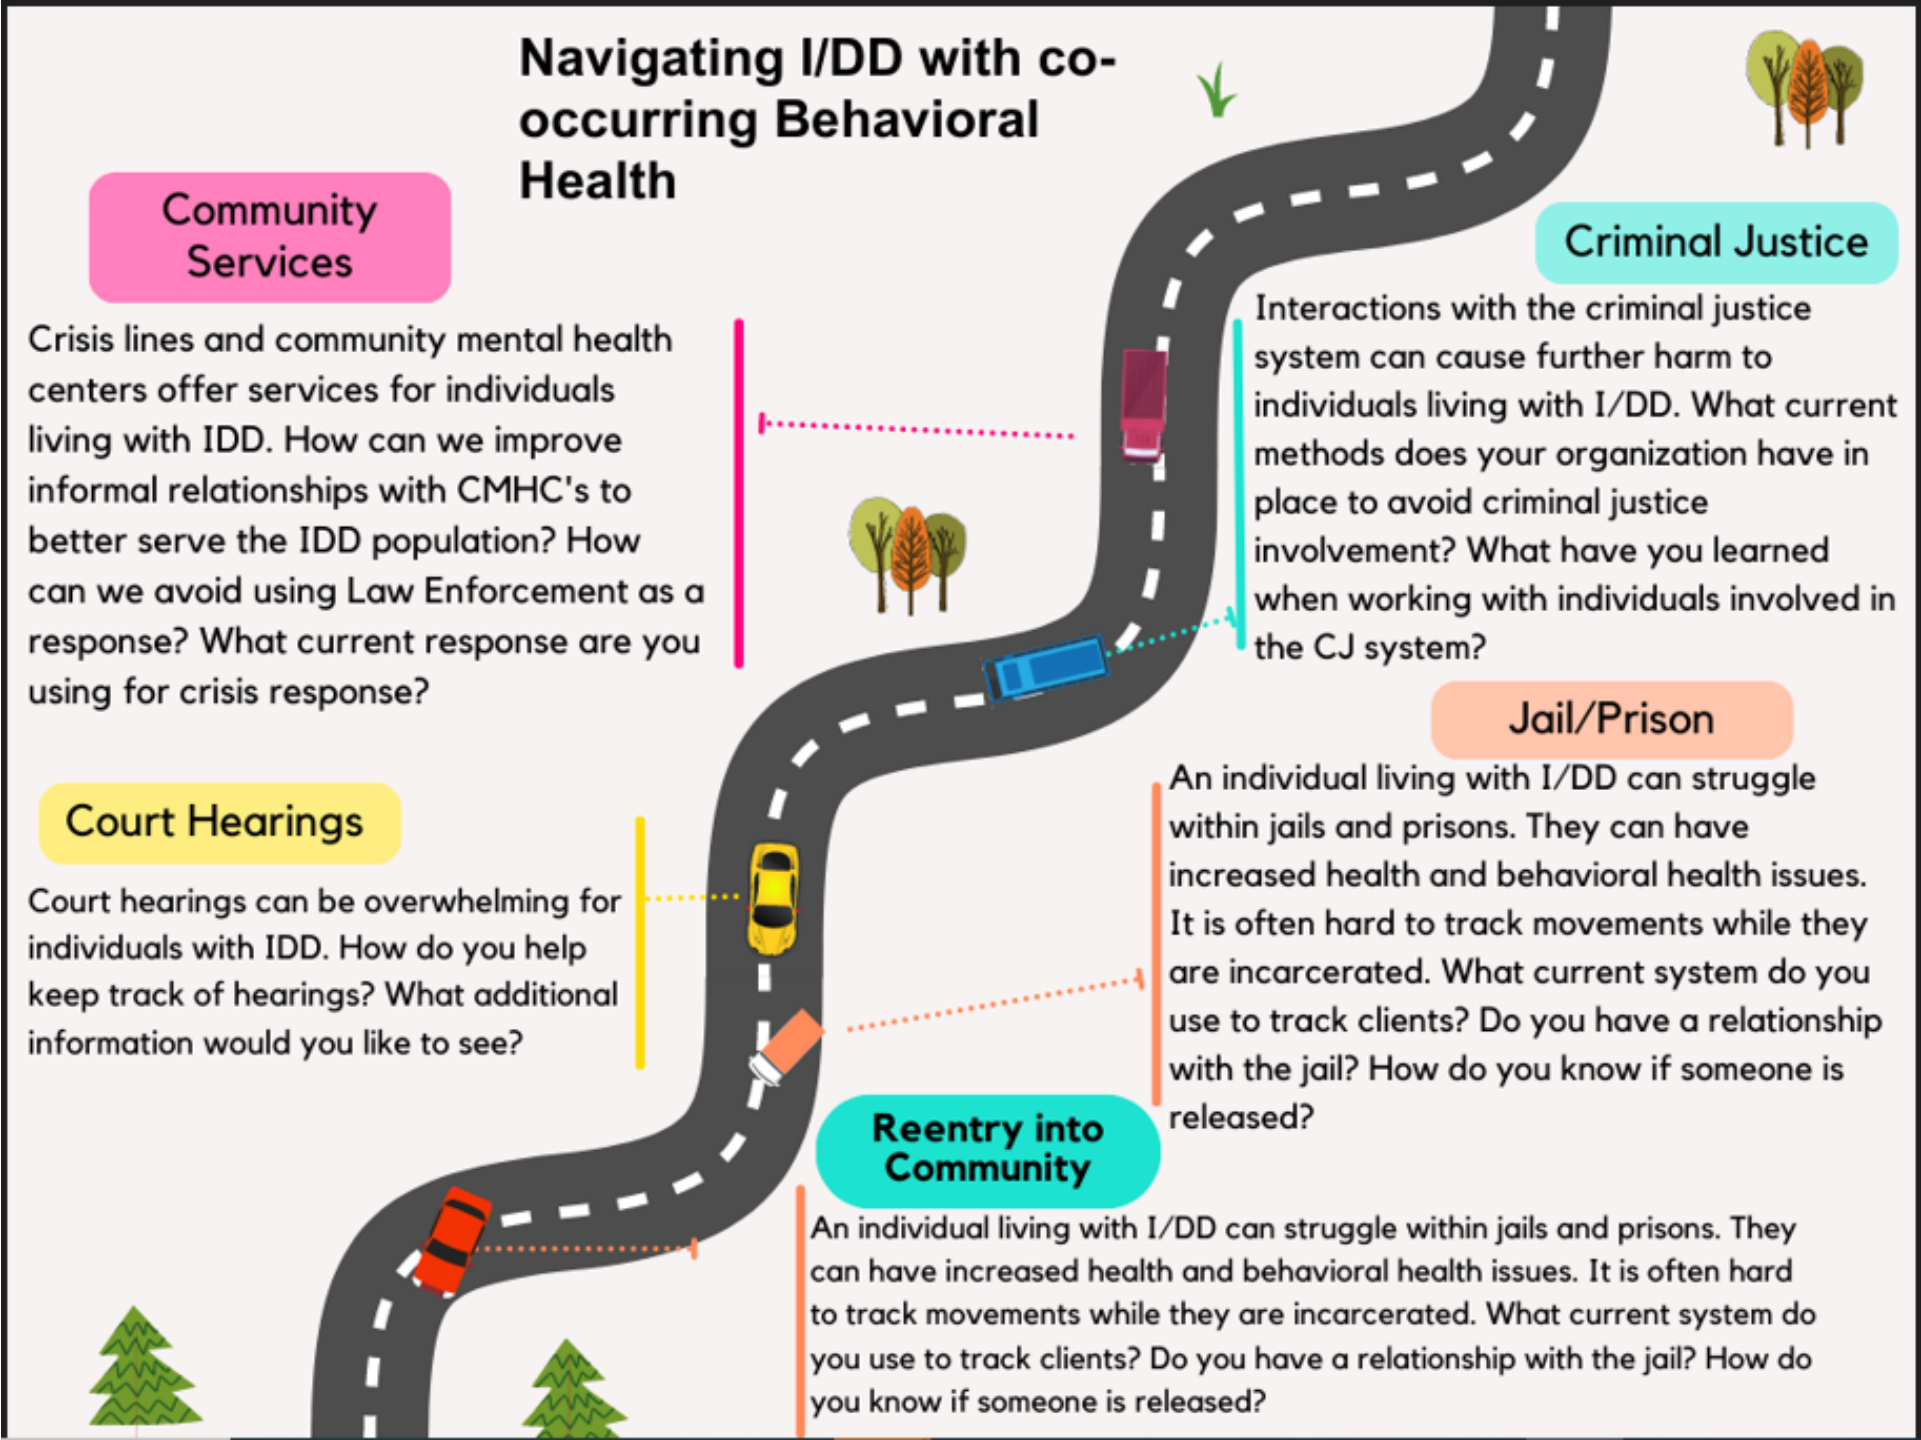 Navigating I/DD with co-
occurring Behavioral
Health
Community
Services
Crisis lines and community mental health
centers offer services for individuals
living with IDD. How can we improve
informal relationships with CMHC's to
better serve the IDD population? How
can we avoid using Law Enforcement as a
response? What current response are you
using for crisis response?
Criminal Justice
Interactions with the criminal justice
system can cause further harm to
individuals living with I/DD. What current
methods does your organization have in
place to avoid criminal justice
involvement? What have you learned
when working with individuals involved in
the CJ system?
Court Hearings
Court hearings can be overwhelming for
individuals with IDD. How do you help
keep track of hearings? What additional
information would you like to see?
Jail/Prison
An individual living with I/DD can struggle
within jails and prisons. They can have
increased health and behavioral health issues.
It is often hard to track movements while they
are incarcerated. What current system do you
use to track clients? Do you have a relationship
with the jail? How do you know if someone is
released?
Reentry into
Community
An individual living with I/DD can struggle within jails and prisons. They
can have increased health and behavioral health issues. It is often hard
to track movements while they are incarcerated. What current system do
you use to track clients? Do you have a relationship with the jail? How do
you know if someone is released?